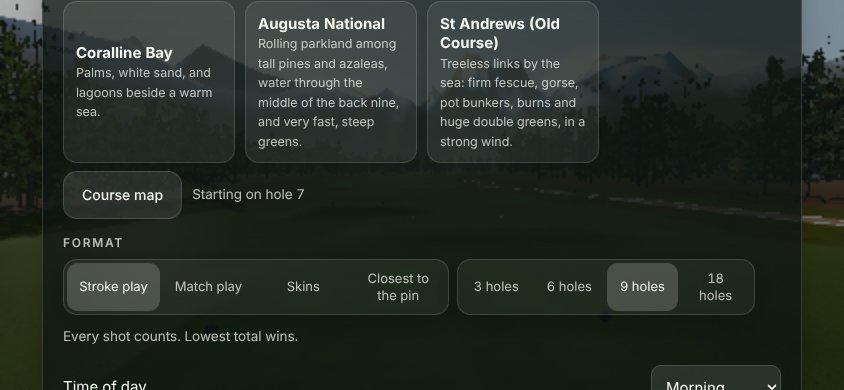 Coralline Bay
Palms, white sand, and
lagoons beside a warm
sea.
Augusta National
Rolling parkland among
tall pines and azaleas,
water through the
middle of the back nine,
and very fast, steep
greens.
St Andrews (Old
Course)
Treeless links by the
sea: firm fescue, gorse,
pot bunkers, burns and
huge double greens, in a
strong wind.
Course map
Starting on hole 7
FORMAT
Stroke play
Match play
Skins
Closest to
the pin
3 holes
6 holes
9 holes
18
holes
Every shot counts. Lowest total wins.
Time of day
Morning